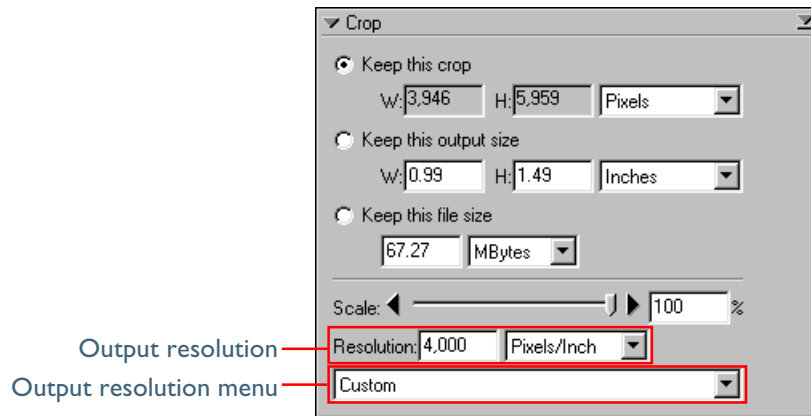 Crop
Keep this crop
W: 3,946 H: 5,959 Pixels
Keep this output size
W: 0.99 H: 1.49 Inches
Keep this file size
67.27 MBytes
Scale: 100 %
Output resolution Resolution: 4,000 Pixels/Inch
Output resolution menu Custom